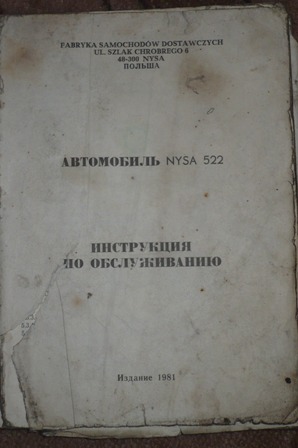 FABRYKA SAMOCHODÓW DOSTAWCZYCH
UL. SZLAK CHROBREGO 6
48-300 NYSA
ПОЛЬША
АВТОМОБИЛЬ NYSA 522
ИНСТРУКЦИЯ
ПО ОБСЛУЖИВАНИЮ
Издание 1981